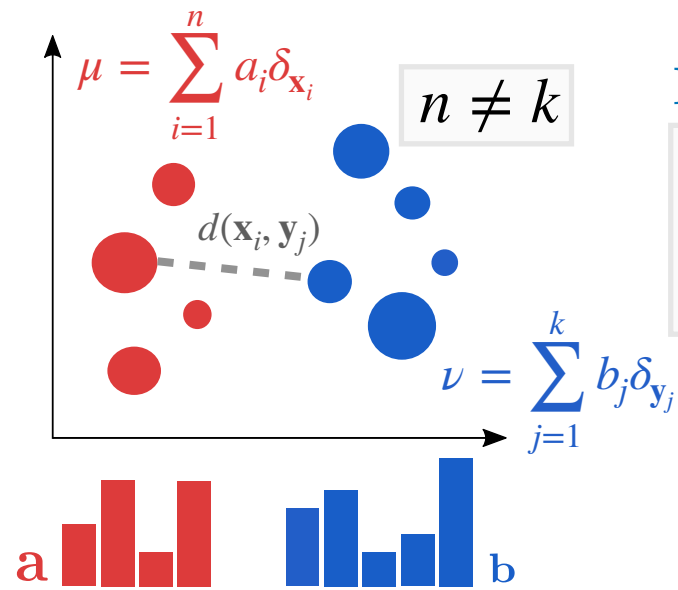 μ = ∑_{i=1}^{n} a_i δ_{𝐱_i}
n ≠ k
d(𝐱_i, 𝐲_j)
ν = ∑_{j=1}^{k} b_j δ_{𝐲_j}
a
b